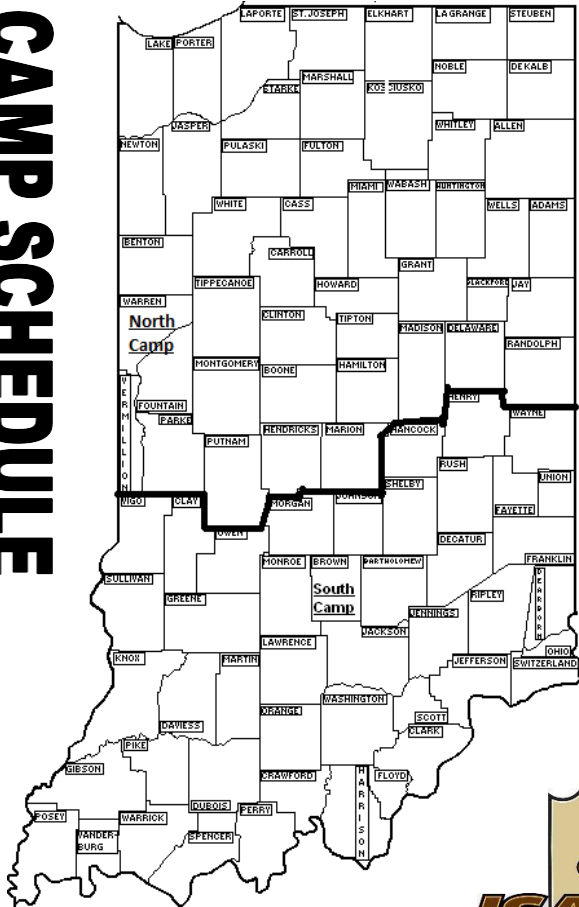 CAMP SCHEDULE
LAPORTE
ST.JOSEPH
ELKHART
LAGRANGE
STEUBEN
LAKE
PORTER
NOBLE
DEKALB
MARSHALL
STARKE
KOSCIUSKO
WHITLEY
ALLEN
JASPER
NEWTON
PULASKI
FULTON
MIAMI
WABASH
HUNTINGTON
WELLS
ADAMS
WHITE
CASS
BENTON
CARROLL
GRANT
TIPPECANOE
HOWARD
BLACKFORD
JAY
WARREN
CLINTON
TIPTON
North
Camp
MADISON
DELAWARE
RANDOLPH
MONTGOMERY
BOONE
HAMILTON
VERMILLION
FOUNTAIN
PARKE
HENRY
WAYNE
PUTNAM
HENDRICKS
MARION
HANCOCK
RUSH
UNION
SHELBY
VIGO
CLAY
MORGAN
JOHNSON
FAYETTE
OWEN
DECATUR
FRANKLIN
MONROE
BROWN
BARTHOLOMEW
DEARBORN
SULLIVAN
GREENE
South
Camp
RIPLEY
JENNINGS
JACKSON
LAWRENCE
OHIO
KNOX
MARTIN
JEFFERSON
SWITZERLAND
WASHINGTON
ORANGE
SCOTT
DAVIESS
CLARK
PIKE
GIBSON
CRAWFORD
HARRISON
FLOYD
DUBOIS
PERRY
POSEY
WARRICK
VANDER-
BURG
SPENCER